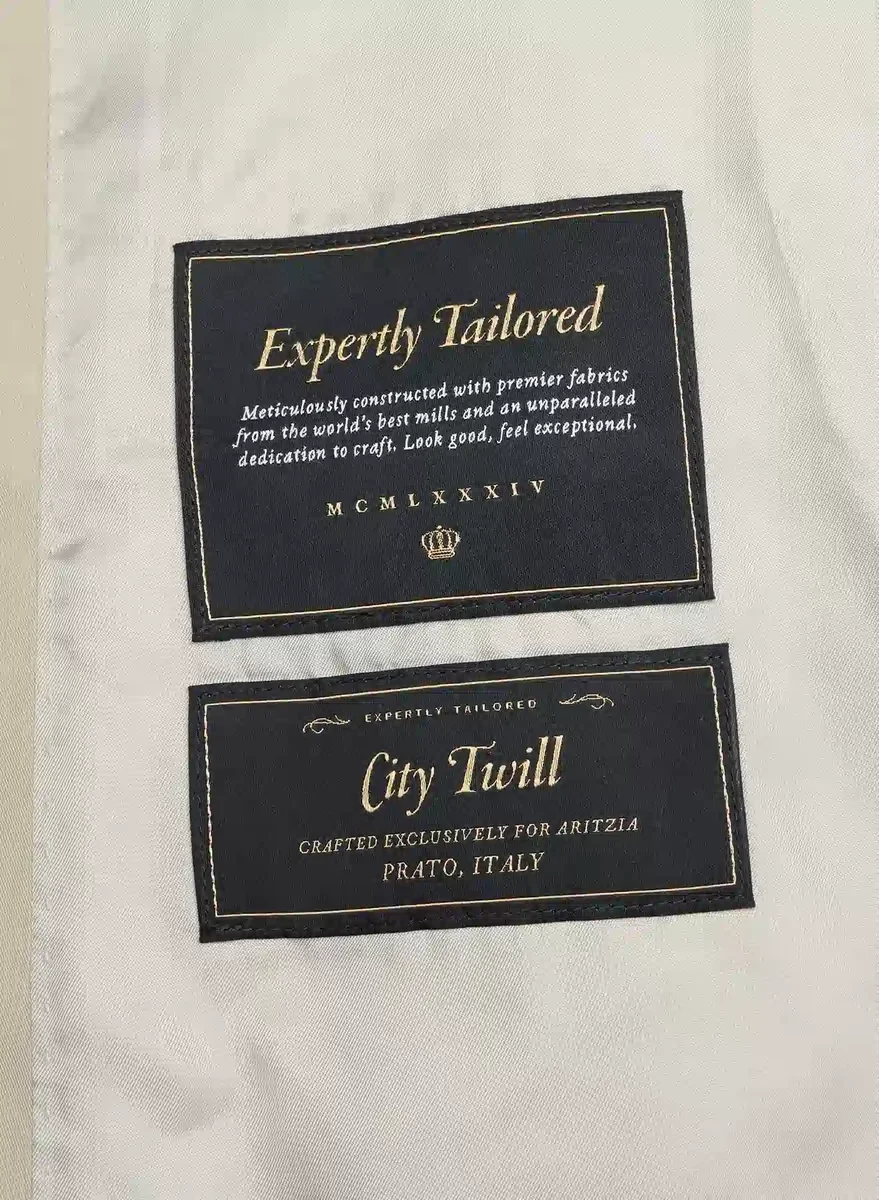 Expertly Tailored
Meticulously constructed with premier fabrics
from the world's best mills and an unparalleled
dedication to craft. Look good, feel exceptional.
MCMLXXXIV
EXPERTLY TAILORED
City Twill
CRAFTED EXCLUSIVELY FOR ARITZIA
PRATO, ITALY